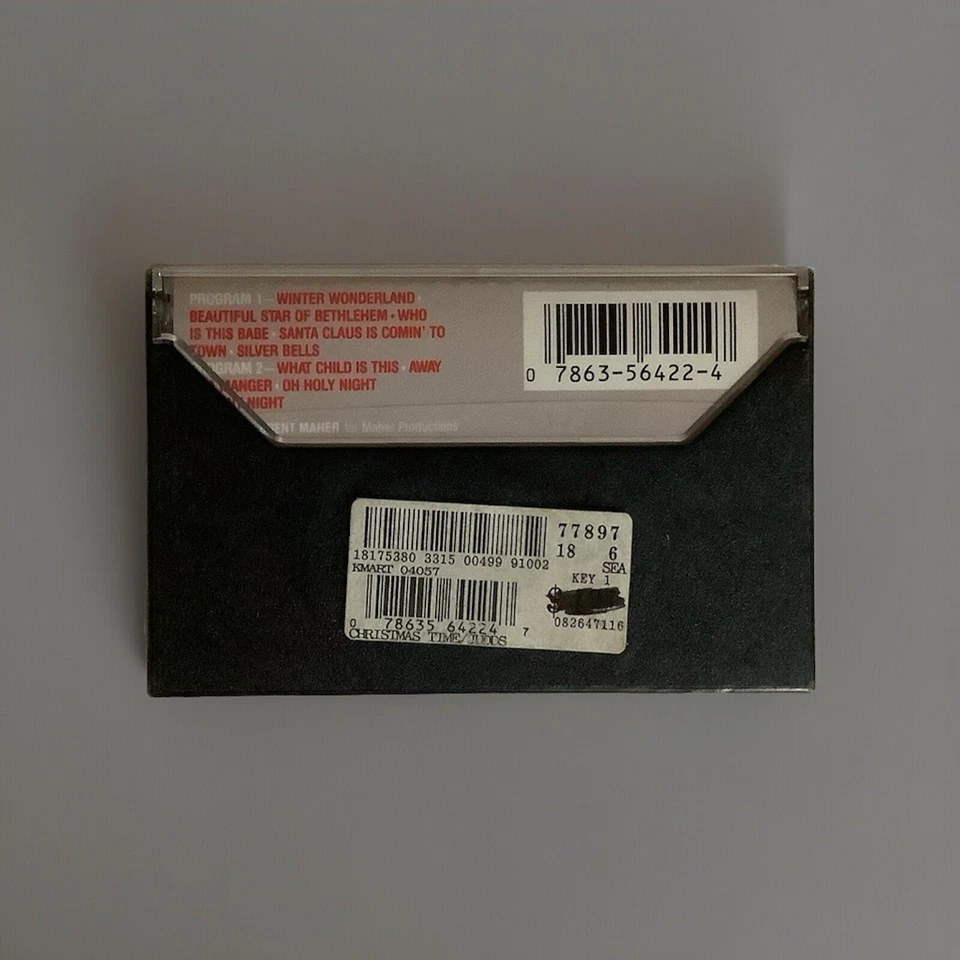 PROGRAM 1—WINTER WONDERLAND •
BEAUTIFUL STAR OF BETHLEHEM • WHO
IS THIS BABE • SANTA CLAUS IS COMIN' TO
TOWN • SILVER BELLS
PROGRAM 2—WHAT CHILD IS THIS • AWAY
MANGER • OH HOLY NIGHT
NIGHT
MAHER for Maher Productions
0 7863-56422-4
77897
18 6
18175380 3315 00499 91002
SEA
KMART 04057
KEY 1
0 78635 64224 7
082647116
CHRISTMAS TIME/JUDDS